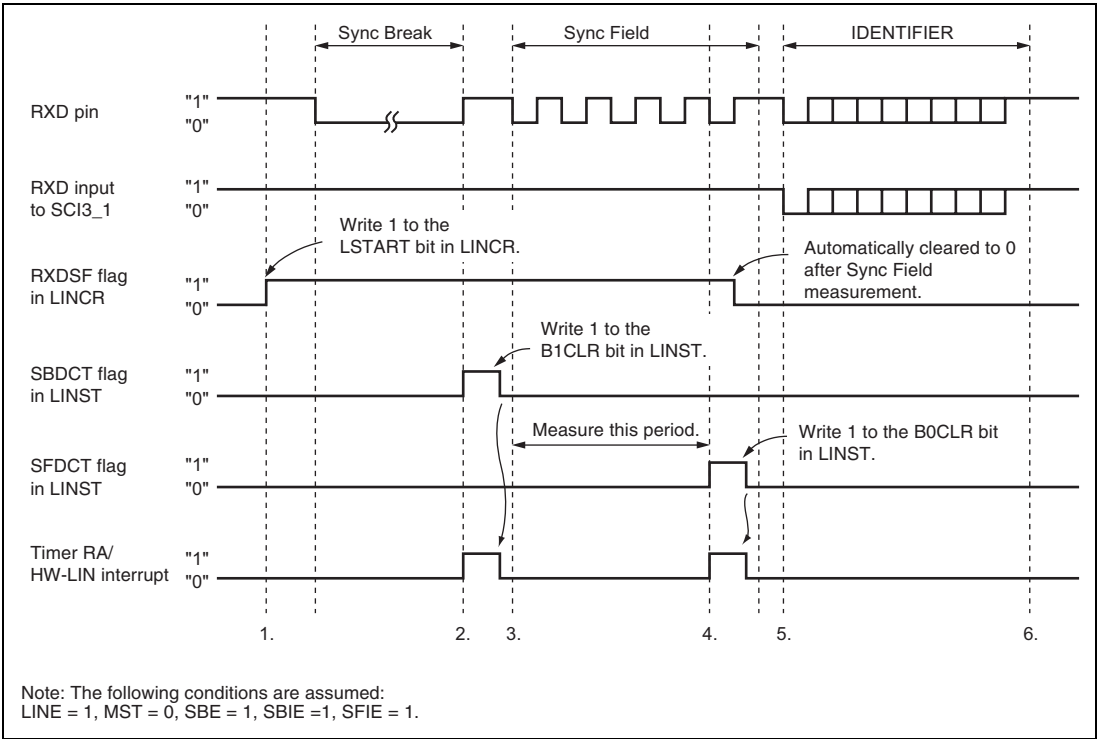 Sync Break
Sync Field
IDENTIFIER
RXD pin
"1"
"0"
RXD input
to SCI3_1
"1"
"0"
Write 1 to the
LSTART bit in LINCR.
Automatically cleared to 0
after Sync Field
measurement.
RXDSF flag
in LINCR
"1"
"0"
Write 1 to the
B1CLR bit in LINST.
SBDCT flag
in LINST
"1"
"0"
Measure this period.
Write 1 to the B0CLR bit
in LINST.
SFDCT flag
in LINST
"1"
"0"
Timer RA/
HW-LIN interrupt
"1"
"0"
1.
2.
3.
4.
5.
6.
Note: The following conditions are assumed:
LINE = 1, MST = 0, SBE = 1, SBIE =1, SFIE = 1.